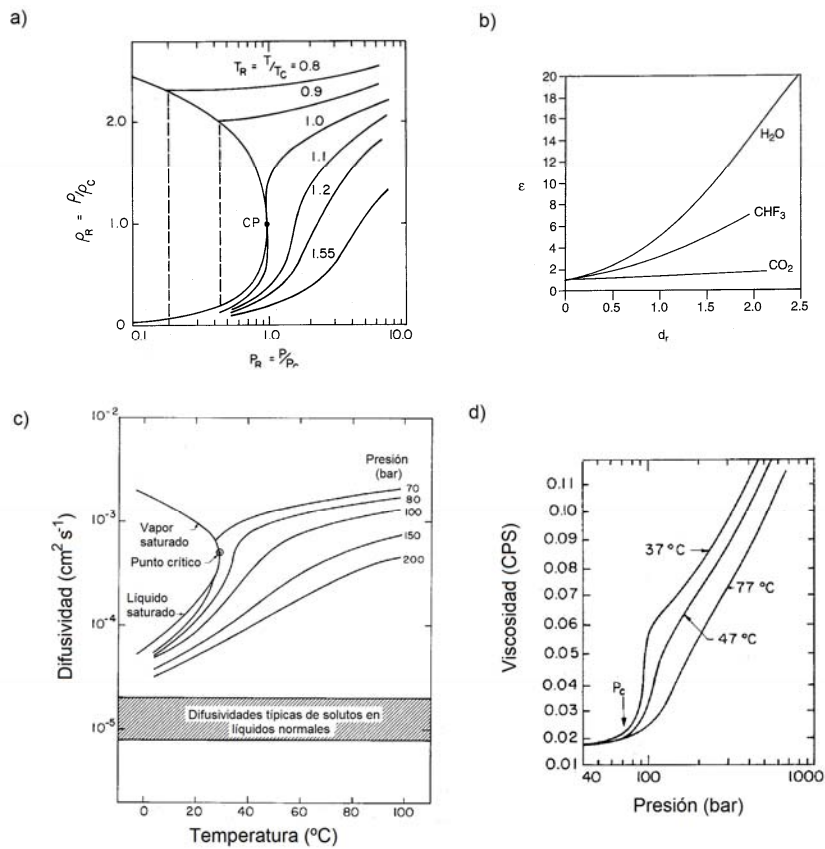 a)
T_R = T/T_C = 0.8
0.9
1.0
1.1
1.2
1.55
CP
2.0
1.0
0
ρ_R = ρ/ρ_C
0.1
1.0
10.0
P_R = P/P_C
b)
20
18
16
14
12
10
8
6
4
2
0
ε
H₂O
CHF₃
CO₂
0
0.5
1.0
1.5
2.0
2.5
d_r
c)
10⁻²
10⁻³
10⁻⁴
10⁻⁵
Difusividad (cm² s⁻¹)
Presión
(bar)
70
80
100
150
200
Vapor
saturado
Punto crítico
Líquido
saturado
Difusividades típicas de solutos en
líquidos normales
0
20
40
60
80
100
Temperatura (ºC)
d)
0.11
0.10
0.09
0.08
0.07
0.06
0.05
0.04
0.03
0.02
0.01
Viscosidad (CPS)
37 ºC
77 ºC
47 ºC
P_c
40
100
1000
Presión (bar)